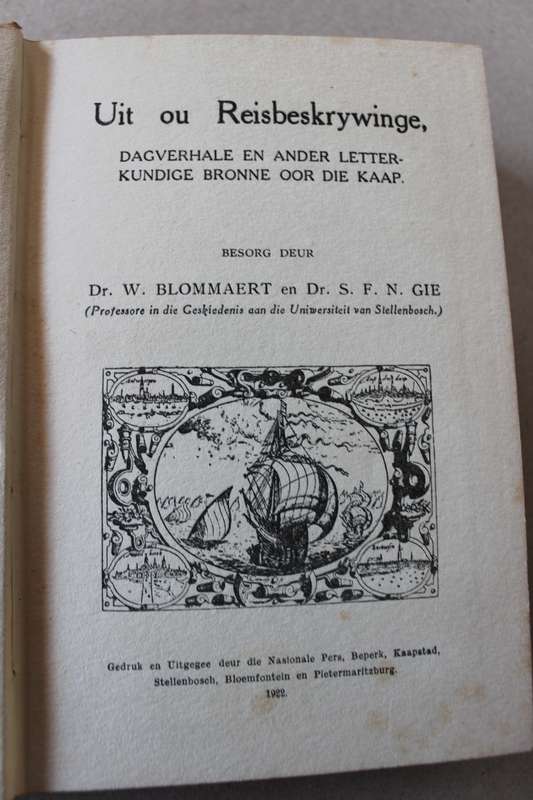 Uit ou Reisbeskrywinge,
DAGVERHALE EN ANDER LETTER-
KUNDIGE BRONNE OOR DIE KAAP.
BESORG DEUR
Dr. W. BLOMMAERT en Dr. S. F. N. GIE
(Professore in die Geskiedenis aan die Uniwersiteit van Stellenbosch.)
Gedruk en Uitgegee deur die Nasionale Pers, Beperk, Kaapstad,
Stellenbosch, Bloemfontein en Pietermaritzburg.
1922.